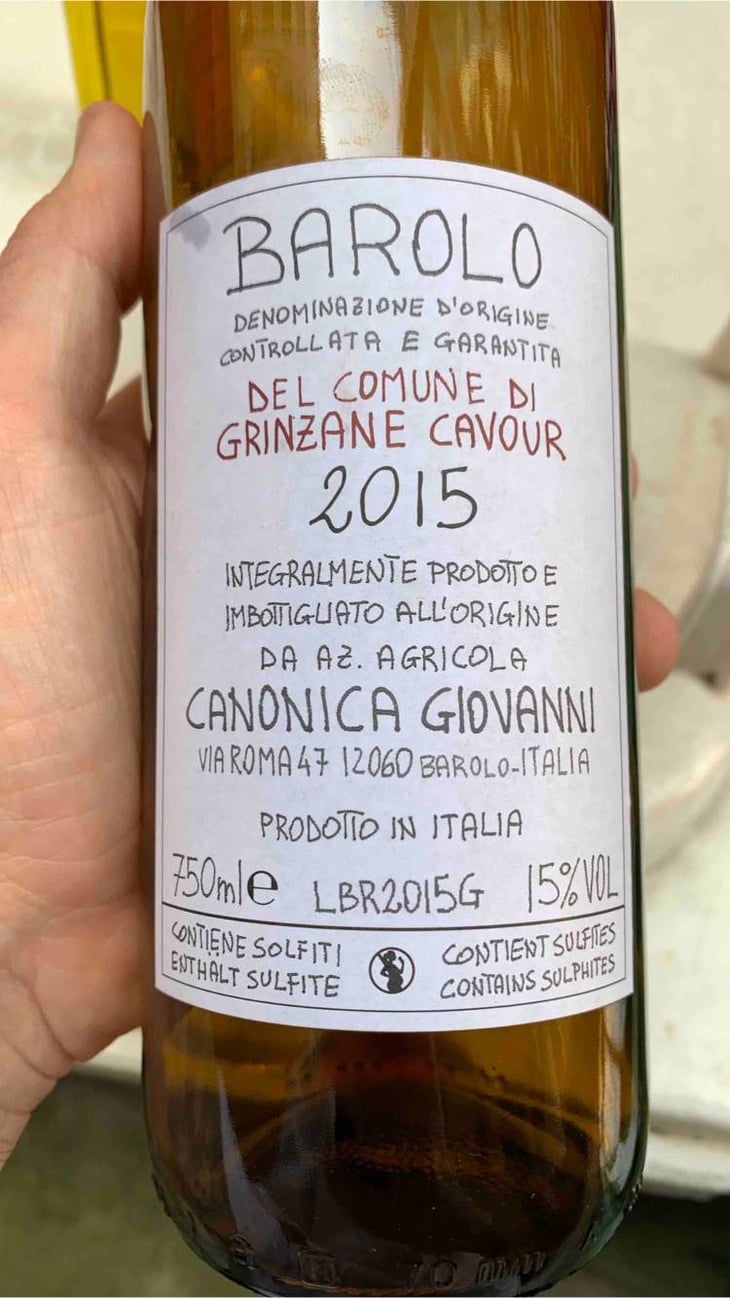 BAROLO
DENOMINAZIONE D'ORIGINE
CONTROLLATA E GARANTITA
DEL COMUNE DI
GRINZANE CAVOUR
2015
INTEGRALMENTE PRODOTTO E
IMBOTTIGLIATO ALL'ORIGINE
DA AZ. AGRICOLA
CANONICA GIOVANNI
VIA ROMA 47 12060 BAROLO-ITALIA
PRODOTTO IN ITALIA
750ml e LBR2015G 15% VOL
CONTIENE SOLFITI CONTIENT SULFITES
ENTHÄLT SULFITE CONTAINS SULPHITES